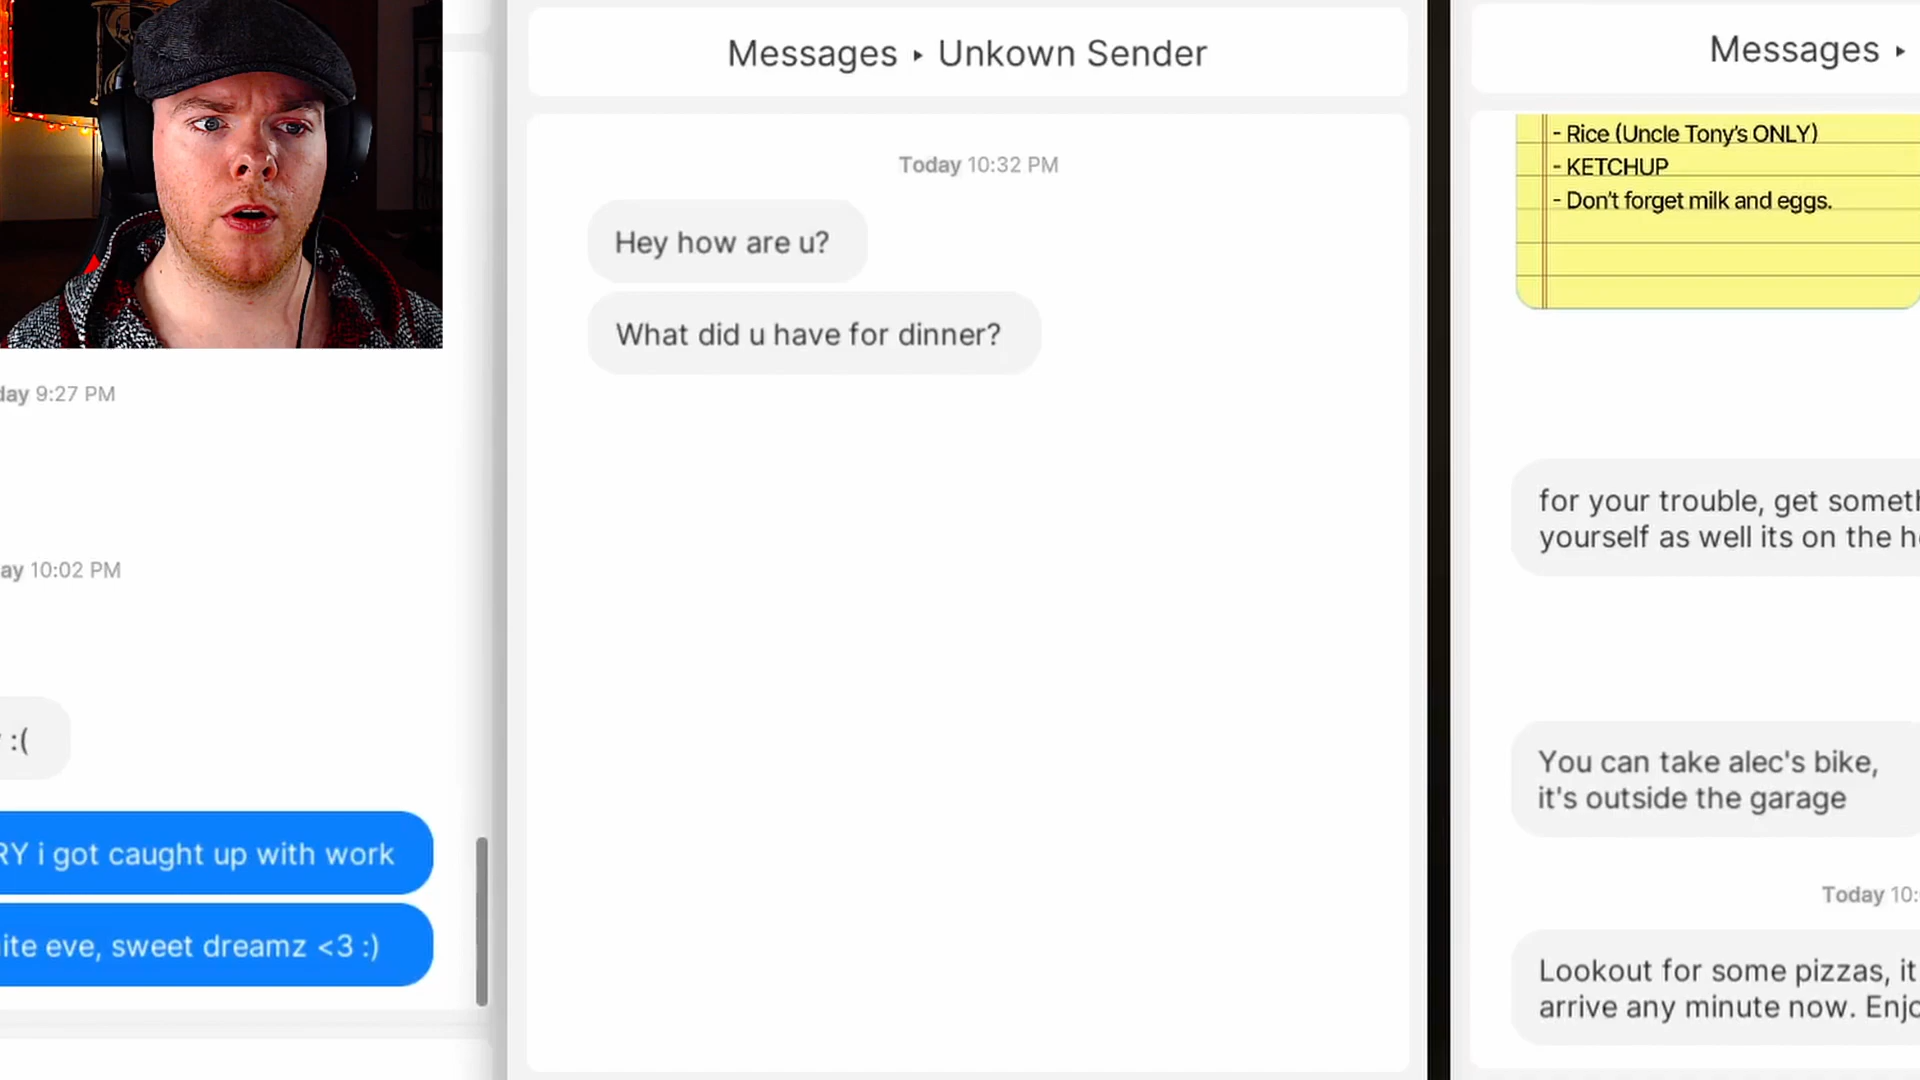 day 9:27 PM
ay 10:02 PM
:(
RY i got caught up with work
ite eve, sweet dreamz <3 :)
Messages ▸ Unkown Sender
Today 10:32 PM
Hey how are u?
What did u have for dinner?
Messages ▸
- Rice (Uncle Tony's ONLY)
- KETCHUP
- Don't forget milk and eggs.
for your trouble, get someth
yourself as well its on the h
You can take alec's bike,
it's outside the garage
Today 10:
Lookout for some pizzas, it
arrive any minute now. Enjo